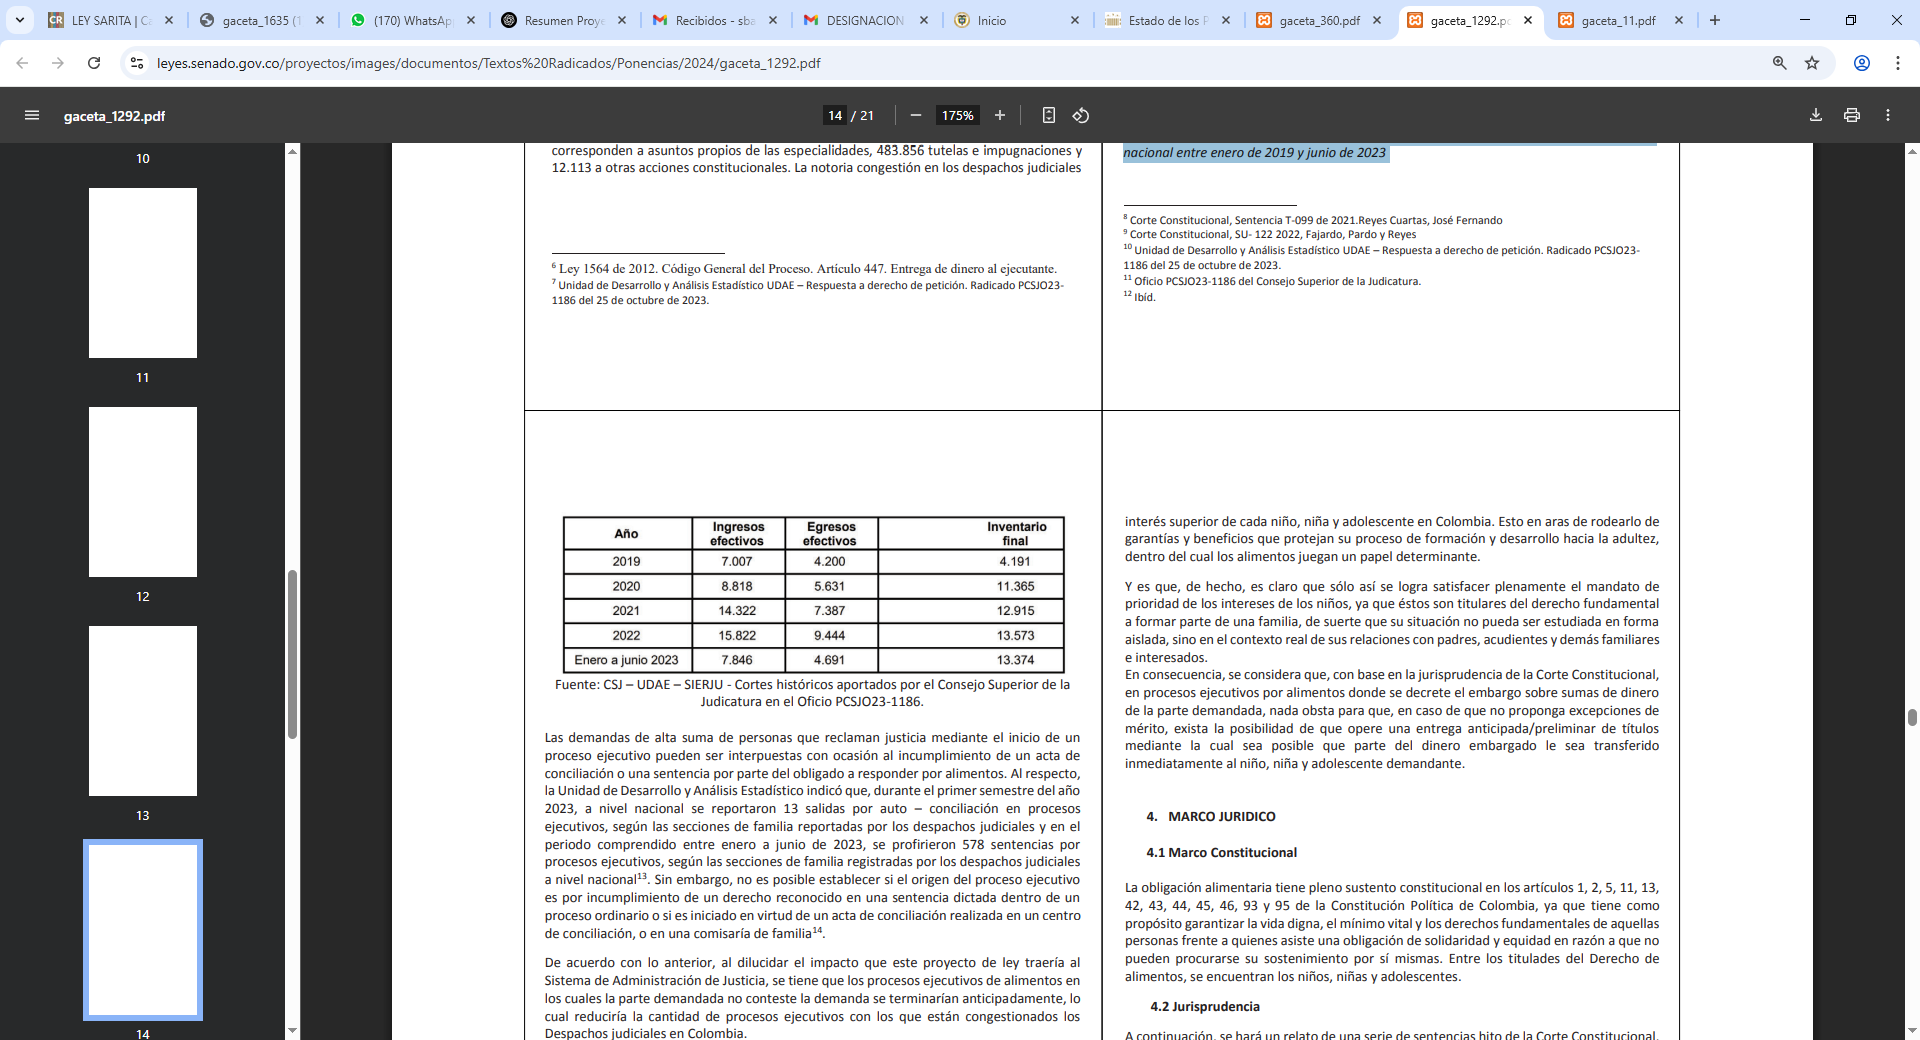 LEY SARITA | C
gaceta_1635 (1
(170) WhatsAp
Resumen Proye
Recibidos - sba
DESIGNACION
Inicio
Estado de los P
gaceta_360.pdf
gaceta_1292.pd
gaceta_11.pdf
leyes.senado.gov.co/proyectos/images/documentos/Textos%20Radicados/Ponencias/2024/gaceta_1292.pdf
gaceta_1292.pdf
14 / 21
175%
10
11
12
13
14
corresponden a asuntos propios de las especialidades, 483.856 tutelas e impugnaciones y
12.113 a otras acciones constitucionales. La notoria congestión en los despachos judiciales
6 Ley 1564 de 2012. Código General del Proceso. Artículo 447. Entrega de dinero al ejecutante.
7 Unidad de Desarrollo y Análisis Estadístico UDAE – Respuesta a derecho de petición. Radicado PCSJO23-
1186 del 25 de octubre de 2023.
nacional entre enero de 2019 y junio de 2023
8 Corte Constitucional, Sentencia T-099 de 2021.Reyes Cuartas, José Fernando
9 Corte Constitucional, SU- 122 2022, Fajardo, Pardo y Reyes
10 Unidad de Desarrollo y Análisis Estadístico UDAE – Respuesta a derecho de petición. Radicado PCSJO23-
1186 del 25 de octubre de 2023.
11 Oficio PCSJO23-1186 del Consejo Superior de la Judicatura.
12 Ibíd.
Año Ingresos efectivos Egresos efectivos Inventario final
2019 7.007 4.200 4.191
2020 8.818 5.631 11.365
2021 14.322 7.387 12.915
2022 15.822 9.444 13.573
Enero a junio 2023 7.846 4.691 13.374
Fuente: CSJ – UDAE – SIERJU - Cortes históricos aportados por el Consejo Superior de la
Judicatura en el Oficio PCSJO23-1186.
Las demandas de alta suma de personas que reclaman justicia mediante el inicio de un
proceso ejecutivo pueden ser interpuestas con ocasión al incumplimiento de un acta de
conciliación o una sentencia por parte del obligado a responder por alimentos. Al respecto,
la Unidad de Desarrollo y Análisis Estadístico indicó que, durante el primer semestre del año
2023, a nivel nacional se reportaron 13 salidas por auto – conciliación en procesos
ejecutivos, según las secciones de familia reportadas por los despachos judiciales y en el
periodo comprendido entre enero a junio de 2023, se profirieron 578 sentencias por
procesos ejecutivos, según las secciones de familia registradas por los despachos judiciales
a nivel nacional13. Sin embargo, no es posible establecer si el origen del proceso ejecutivo
es por incumplimiento de un derecho reconocido en una sentencia dictada dentro de un
proceso ordinario o si es iniciado en virtud de un acta de conciliación realizada en un centro
de conciliación, o en una comisaría de familia14.
De acuerdo con lo anterior, al dilucidar el impacto que este proyecto de ley traería al
Sistema de Administración de Justicia, se tiene que los procesos ejecutivos de alimentos en
los cuales la parte demandada no conteste la demanda se terminarían anticipadamente, lo
cual reduciría la cantidad de procesos ejecutivos con los que están congestionados los
Despachos judiciales en Colombia.
interés superior de cada niño, niña y adolescente en Colombia. Esto en aras de rodearlo de
garantías y beneficios que protejan su proceso de formación y desarrollo hacia la adultez,
dentro del cual los alimentos juegan un papel determinante.
Y es que, de hecho, es claro que sólo así se logra satisfacer plenamente el mandato de
prioridad de los intereses de los niños, ya que éstos son titulares del derecho fundamental
a formar parte de una familia, de suerte que su situación no pueda ser estudiada en forma
aislada, sino en el contexto real de sus relaciones con padres, acudientes y demás familiares
e interesados.
En consecuencia, se considera que, con base en la jurisprudencia de la Corte Constitucional,
en procesos ejecutivos por alimentos donde se decrete el embargo sobre sumas de dinero
de la parte demandada, nada obsta para que, en caso de que no proponga excepciones de
mérito, exista la posibilidad de que opere una entrega anticipada/preliminar de títulos
mediante la cual sea posible que parte del dinero embargado le sea transferido
inmediatamente al niño, niña y adolescente demandante.
4. MARCO JURIDICO
4.1 Marco Constitucional
La obligación alimentaria tiene pleno sustento constitucional en los artículos 1, 2, 5, 11, 13,
42, 43, 44, 45, 46, 93 y 95 de la Constitución Política de Colombia, ya que tiene como
propósito garantizar la vida digna, el mínimo vital y los derechos fundamentales de aquellas
personas frente a quienes asiste una obligación de solidaridad y equidad en razón a que no
pueden procurarse su sostenimiento por sí mismas. Entre los titulades del Derecho de
alimentos, se encuentran los niños, niñas y adolescentes.
4.2 Jurisprudencia
A continuación, se hará un relato de una serie de sentencias hito de la Corte Constitucional,